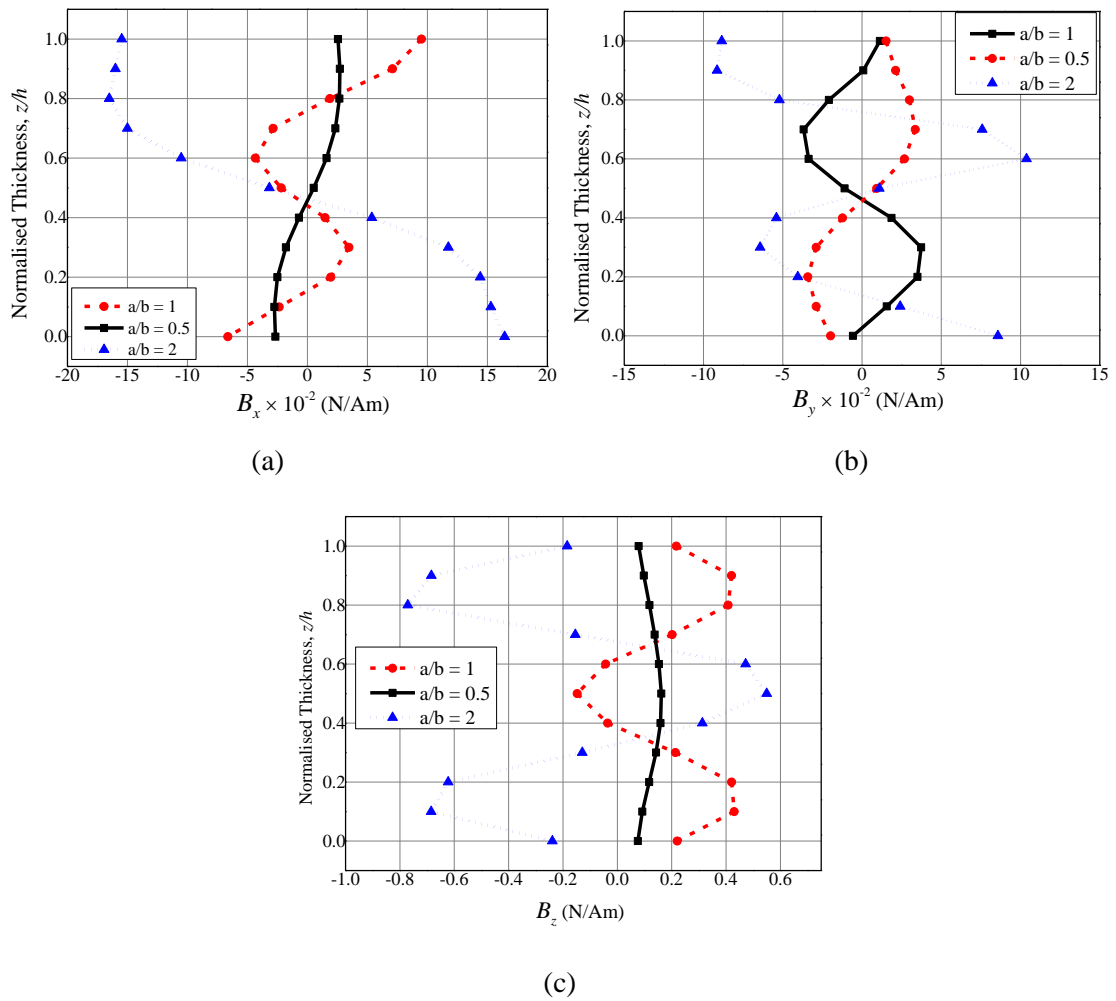 1.0
0.8
0.6
0.4
0.2
0.0
Normalised Thickness, z/h
a/b = 1
a/b = 0.5
a/b = 2
-20 -15 -10 -5 0 5 10 15 20
Bx × 10-2 (N/Am)
(a)
1.0
0.8
0.6
0.4
0.2
0.0
Normalised Thickness, z/h
a/b = 1
a/b = 0.5
a/b = 2
-15 -10 -5 0 5 10 15
By × 10-2 (N/Am)
(b)
1.0
0.8
0.6
0.4
0.2
0.0
Normalised Thickness, z/h
a/b = 1
a/b = 0.5
a/b = 2
-1.0 -0.8 -0.6 -0.4 -0.2 0.0 0.2 0.4 0.6
Bz (N/Am)
(c)